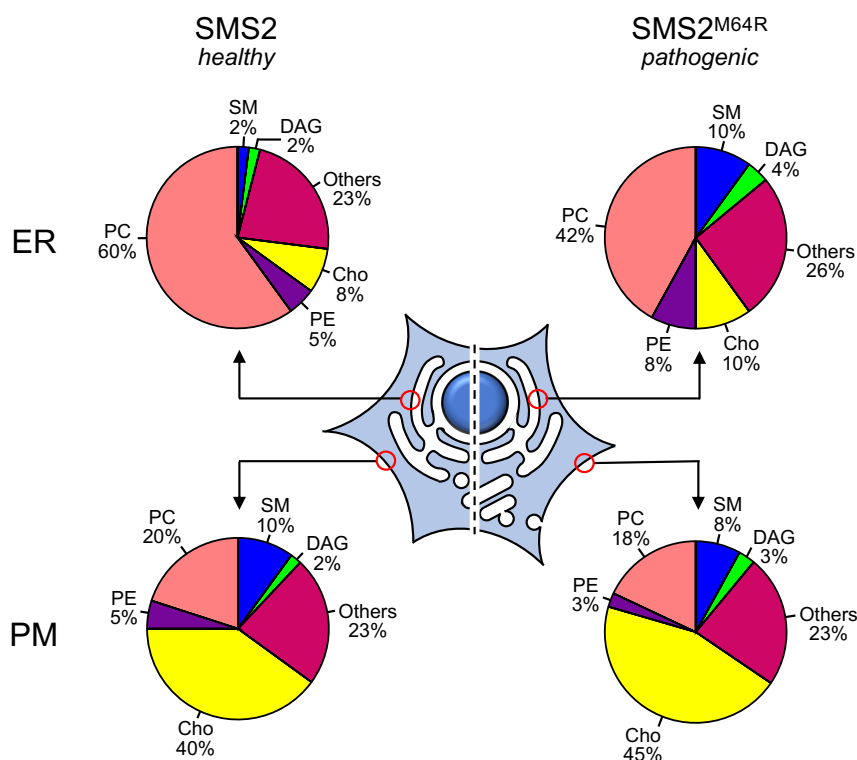 SMS2
healthy
SMS2M64R
pathogenic
ER
SM
2%
DAG
2%
Others
23%
Cho
8%
PE
5%
PC
60%
SM
10%
DAG
4%
Others
26%
Cho
10%
PE
8%
PC
42%
PM
SM
10%
DAG
2%
Others
23%
Cho
40%
PE
5%
PC
20%
SM
8%
DAG
3%
Others
23%
Cho
45%
PE
3%
PC
18%